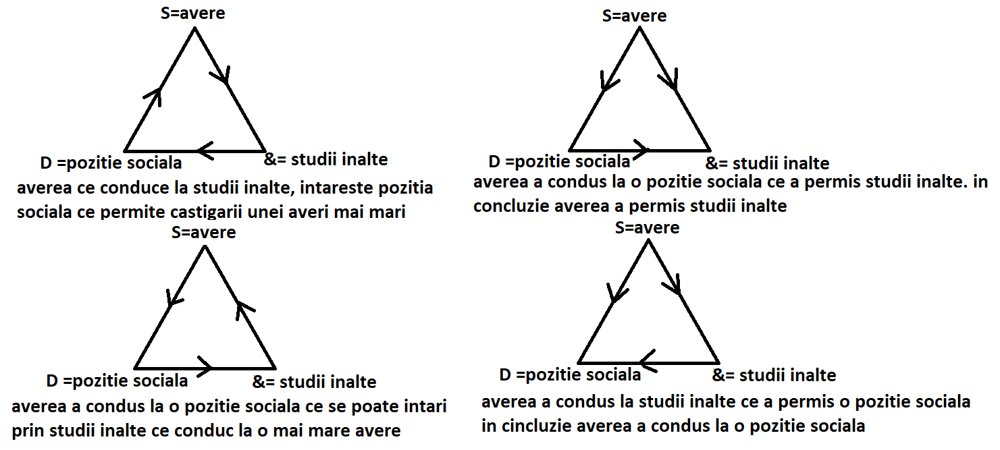 S=avere
D =pozitie sociala
&= studii inalte
averea ce conduce la studii inalte, intareste pozitia
sociala ce permite castigarii unei averi mai mari
S=avere
D =pozitie sociala
&= studii inalte
averea a condus la o pozitie sociala ce a permis studii inalte. in
concluzie averea a permis studii inalte
S=avere
D =pozitie sociala
&= studii inalte
averea a condus la o pozitie sociala ce se poate intari
prin studii inalte ce conduc la o mai mare avere
S=avere
D =pozitie sociala
&= studii inalte
averea a condus la studii inalte ce a permis o pozitie sociala
in cincluzie averea a condus la o pozitie sociala